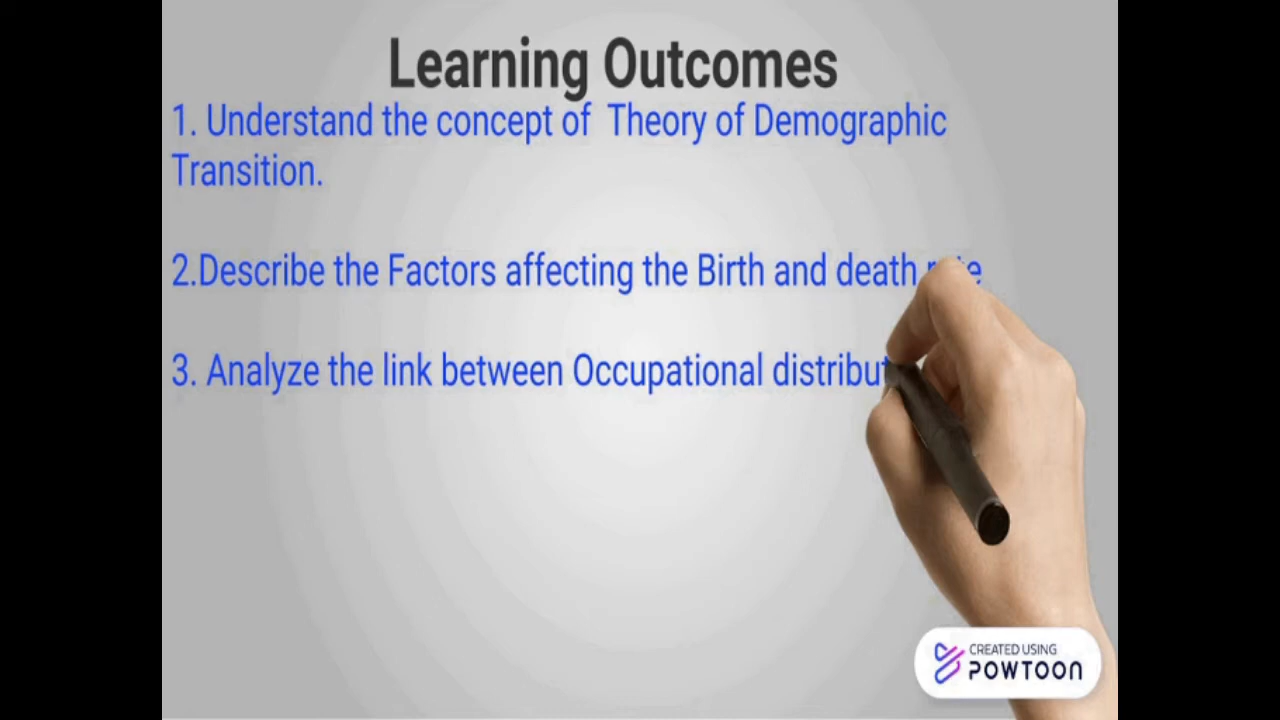 Learning Outcomes
1. Understand the concept of Theory of Demographic
Transition.
2.Describe the Factors affecting the Birth and death
3. Analyze the link between Occupational
CREATED USING
POWTOON